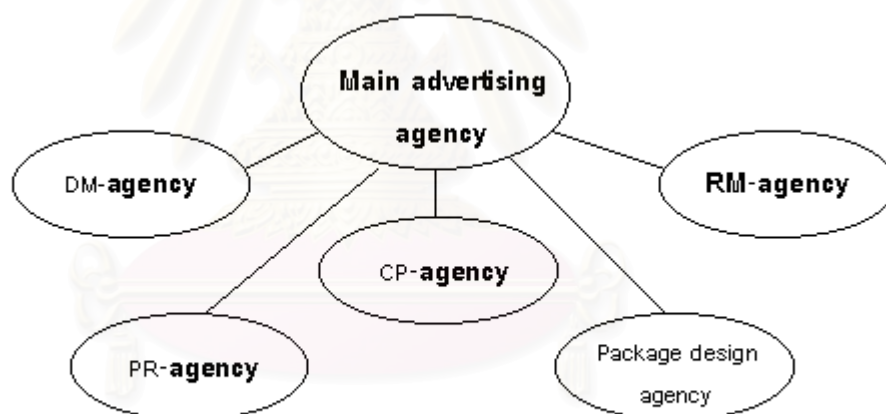 Main advertising
agency
DM-agency
RM-agency
CP-agency
PR-agency
Package design
agency